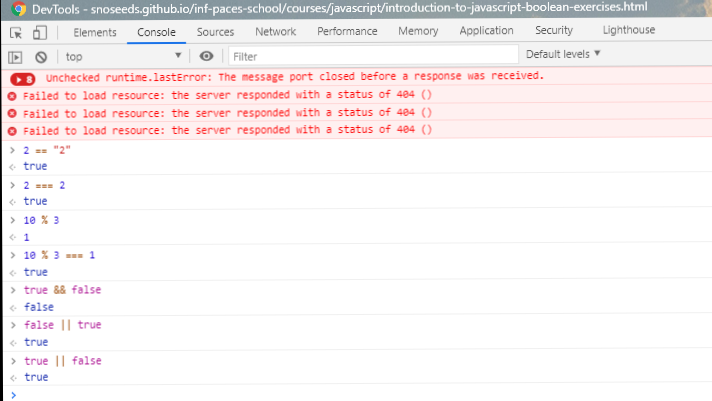 DevTools - snoseeds.github.io/inf-paces-school/courses/javascript/introduction-to-javascript-boolean-exercises.html
Elements Console Sources Network Performance Memory Application Security Lighthouse
top Filter Default levels ▼
8 Unchecked runtime.lastError: The message port closed before a response was received.
Failed to load resource: the server responded with a status of 404 ()
Failed to load resource: the server responded with a status of 404 ()
Failed to load resource: the server responded with a status of 404 ()
> 2 == "2"
< true
> 2 === 2
< true
> 10 % 3
< 1
> 10 % 3 === 1
< true
> true && false
< false
> false || true
< true
> true || false
< true
>